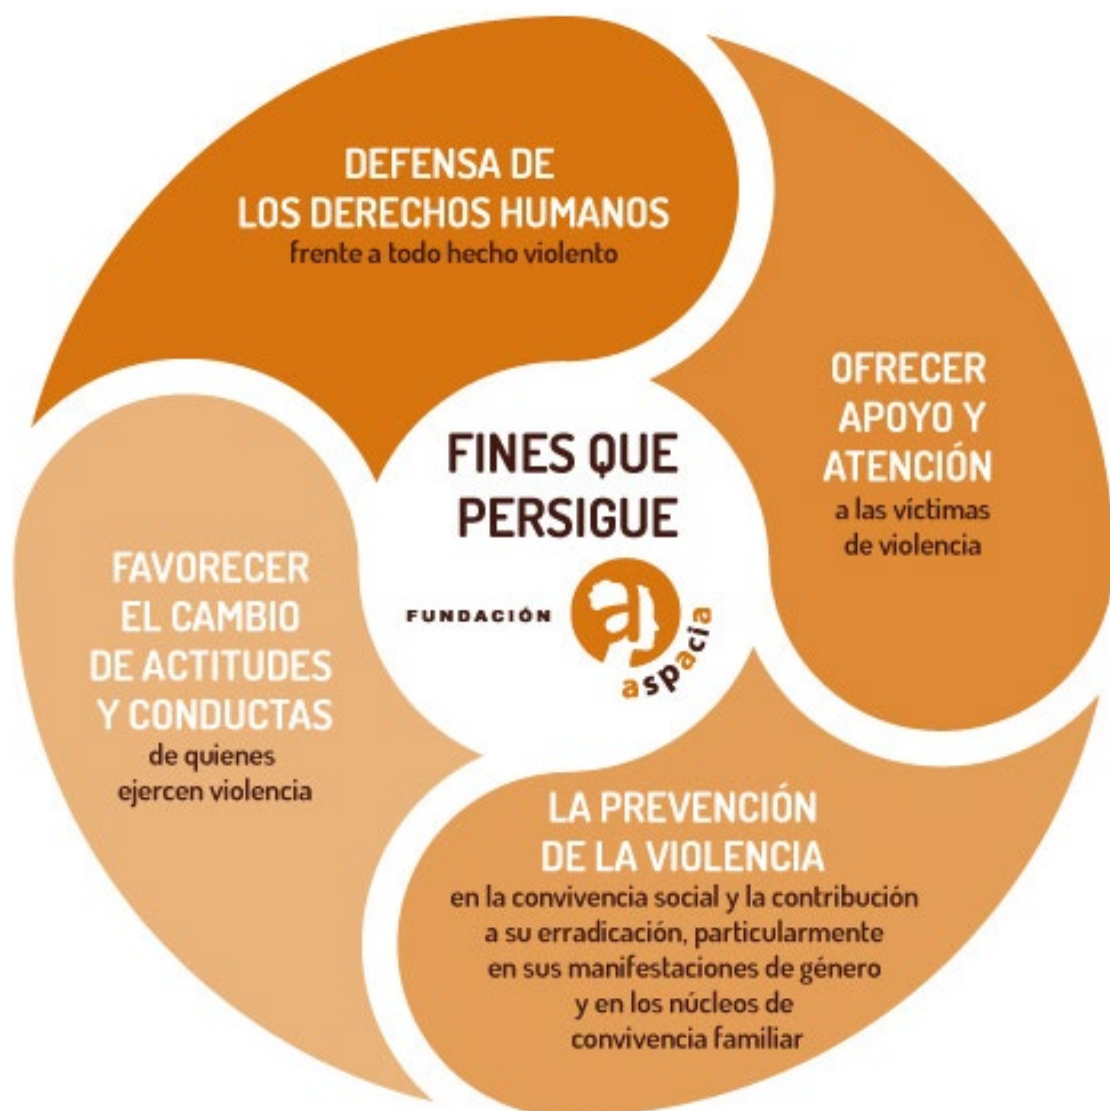 DEFENSA DE
LOS DERECHOS HUMANOS
frente a todo hecho violento
OFRECER
APOYO Y
ATENCIÓN
a las víctimas
de violencia
FINES QUE
PERSIGUE
FUNDACIÓN
aspacia
FAVORECER
EL CAMBIO
DE ACTITUDES
Y CONDUCTAS
de quienes
ejercen violencia
LA PREVENCIÓN
DE LA VIOLENCIA
en la convivencia social y la contribución
a su erradicación, particularmente
en sus manifestaciones de género
y en los núcleos de
convivencia familiar